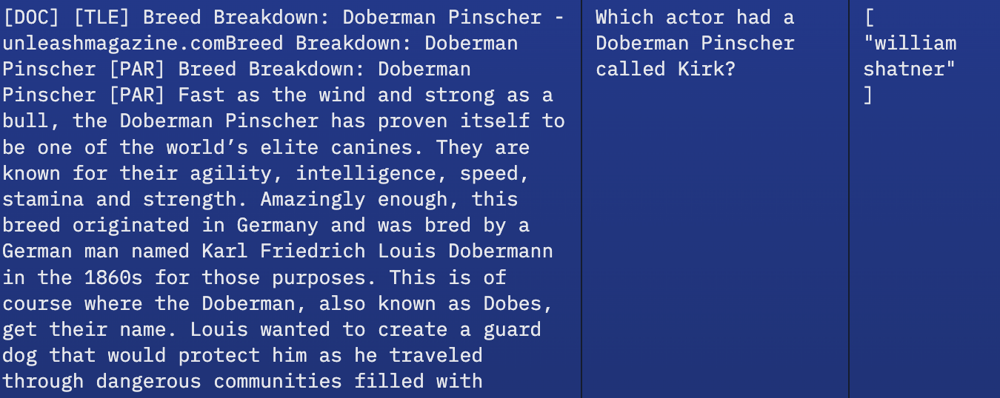 [DOC] [TLE] Breed Breakdown: Doberman Pinscher -
unleashmagazine.comBreed Breakdown: Doberman
Pinscher [PAR] Breed Breakdown: Doberman
Pinscher [PAR] Fast as the wind and strong as a
bull, the Doberman Pinscher has proven itself to
be one of the world’s elite canines. They are
known for their agility, intelligence, speed,
stamina and strength. Amazingly enough, this
breed originated in Germany and was bred by a
German man named Karl Friedrich Louis Dobermann
in the 1860s for those purposes. This is of
course where the Doberman, also known as Dobes,
get their name. Louis wanted to create a guard
dog that would protect him as he traveled
through dangerous communities filled with
Which actor had a
Doberman Pinscher
called Kirk?
[
"william
shatner"
]